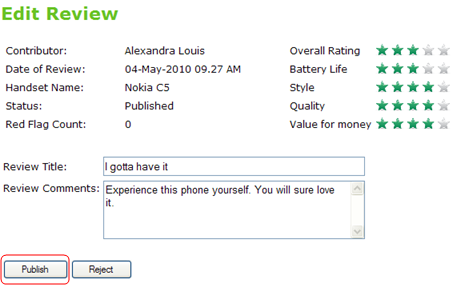 Edit Review
Contributor: Alexandra Louis Overall Rating
Date of Review: 04-May-2010 09.27 AM Battery Life
Handset Name: Nokia C5 Style
Status: Published Quality
Red Flag Count: 0 Value for money
Review Title: I gotta have it
Review Comments: Experience this phone yourself. You will sure love
it.
Publish Reject